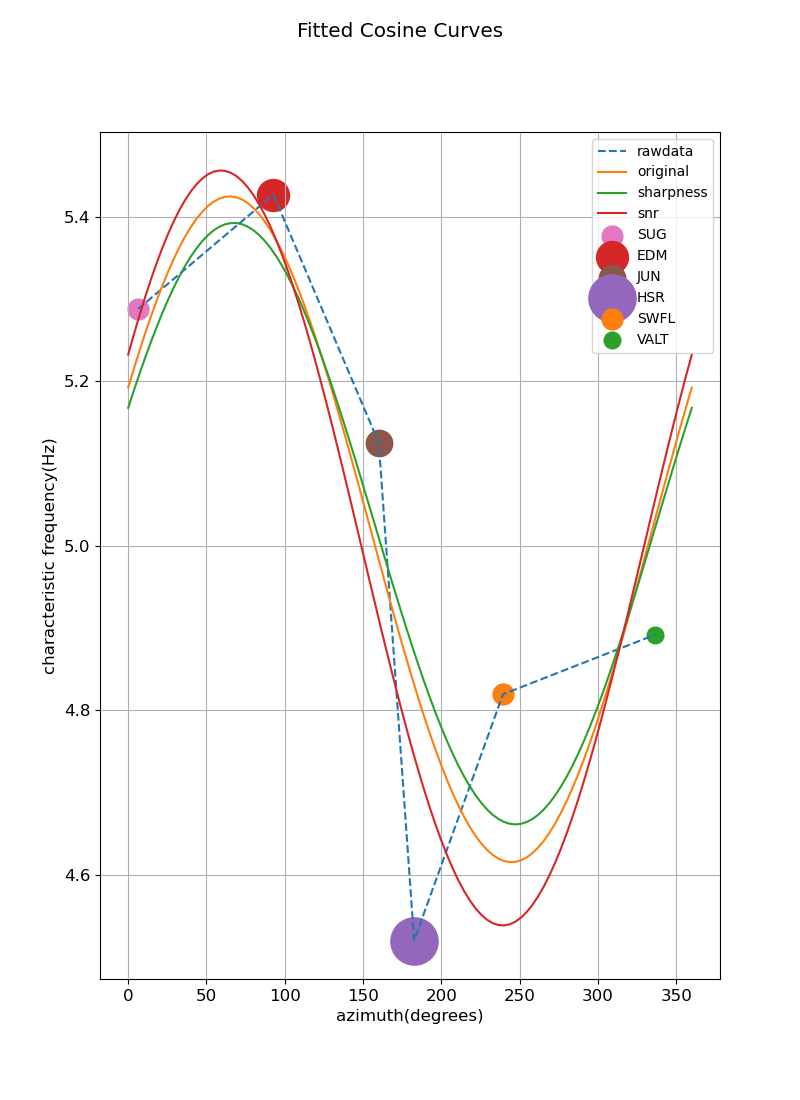 Fitted Cosine Curves
rawdata
original
sharpness
snr
SUG
EDM
JUN
HSR
SWFL
VALT
5.4
5.2
5.0
4.8
4.6
characteristic frequency(Hz)
0 50 100 150 200 250 300 350
azimuth(degrees)